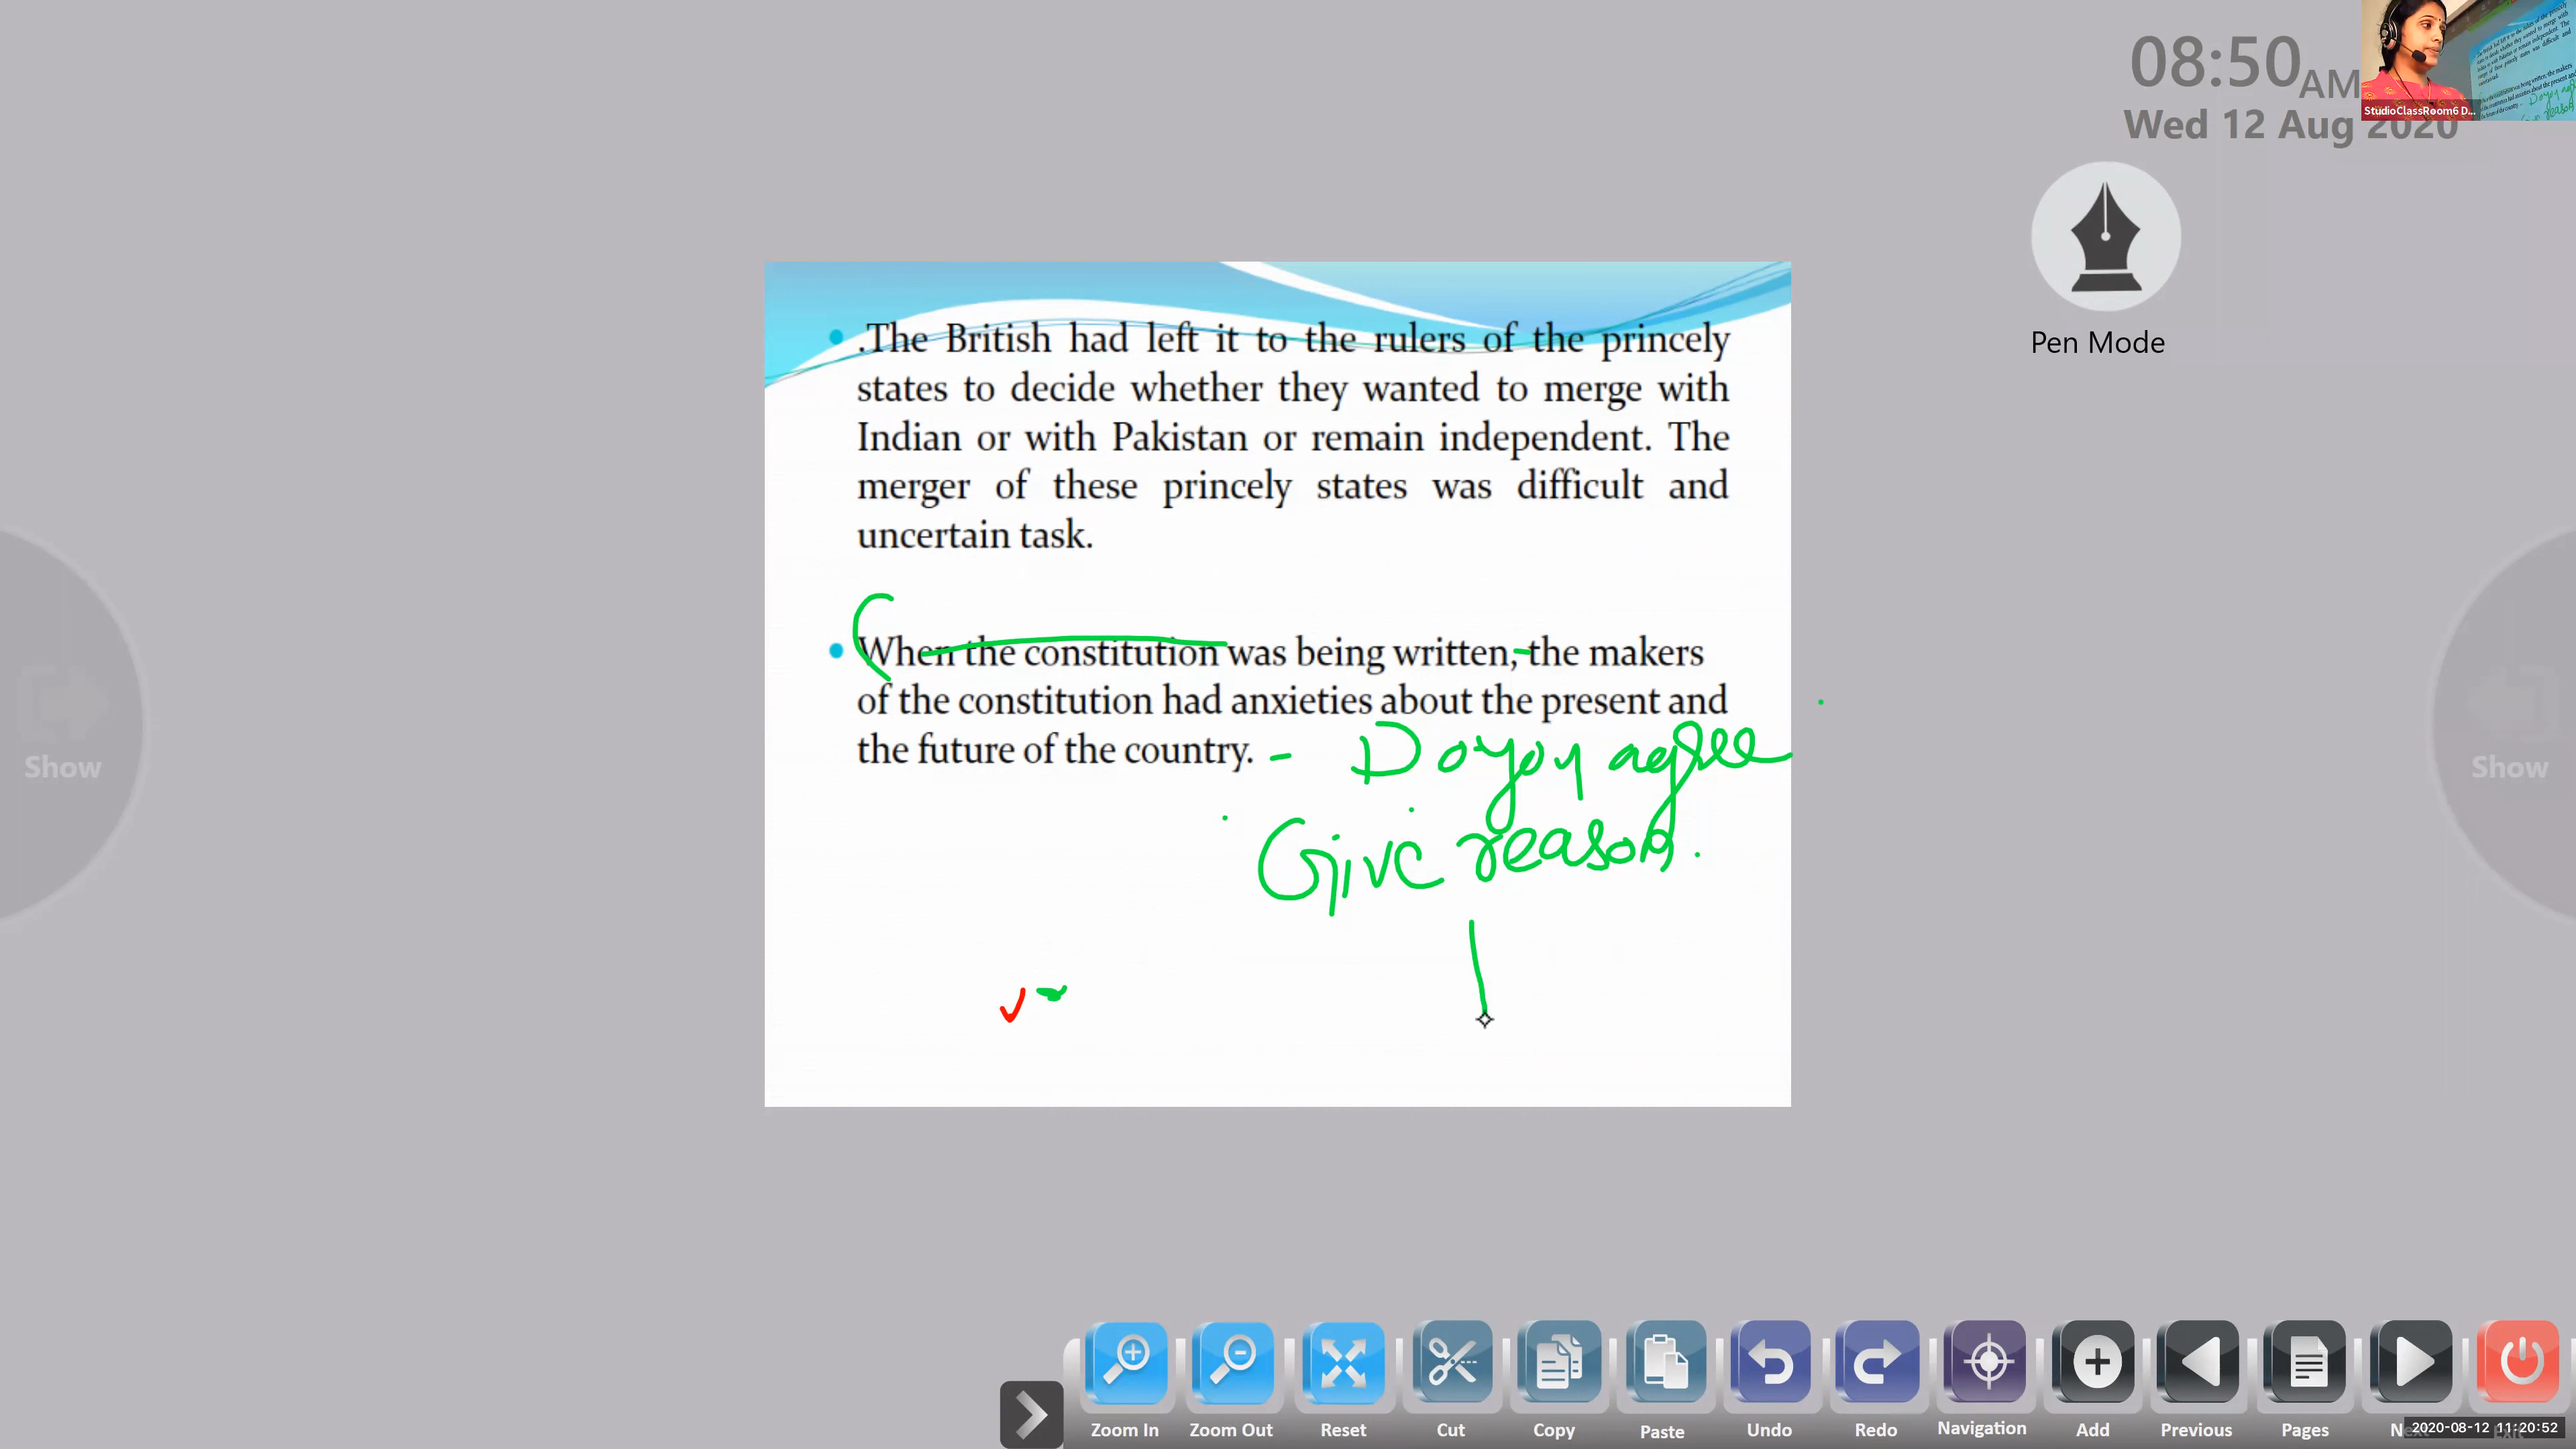 08:50 AM
Wed 12 Aug 2020
StudioClassRoom6 D...
Pen Mode
.The British had left it to the rulers of the princely
states to decide whether they wanted to merge with
Indian or with Pakistan or remain independent. The
merger of these princely states was difficult and
uncertain task.
When the constitution was being written, the makers
of the constitution had anxieties about the present and
the future of the country. - Do you agree
Give reason.
Show
Show
Zoom In
Zoom Out
Reset
Cut
Copy
Paste
Undo
Redo
Navigation
Add
Previous
Pages
2020-08-12 11:20:52